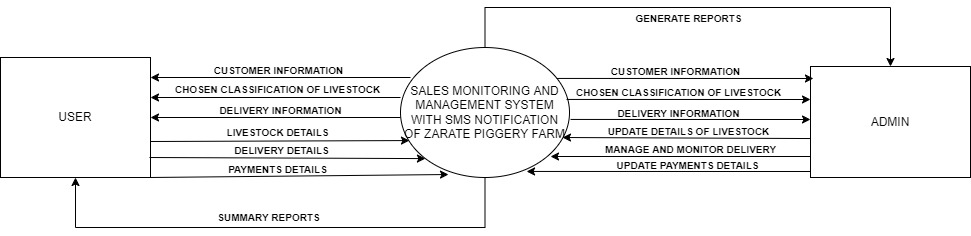 GENERATE REPORTS
CUSTOMER INFORMATION
CHOSEN CLASSIFICATION OF LIVESTOCK
DELIVERY INFORMATION
LIVESTOCK DETAILS
DELIVERY DETAILS
PAYMENTS DETAILS
USER
SALES MONITORING AND
MANAGEMENT SYSTEM
WITH SMS NOTIFICATION
OF ZARATE PIGGERY FARM
CUSTOMER INFORMATION
CHOSEN CLASSIFICATION OF LIVESTOCK
DELIVERY INFORMATION
UPDATE DETAILS OF LIVESTOCK
MANAGE AND MONITOR DELIVERY
UPDATE PAYMENTS DETAILS
ADMIN
SUMMARY REPORTS